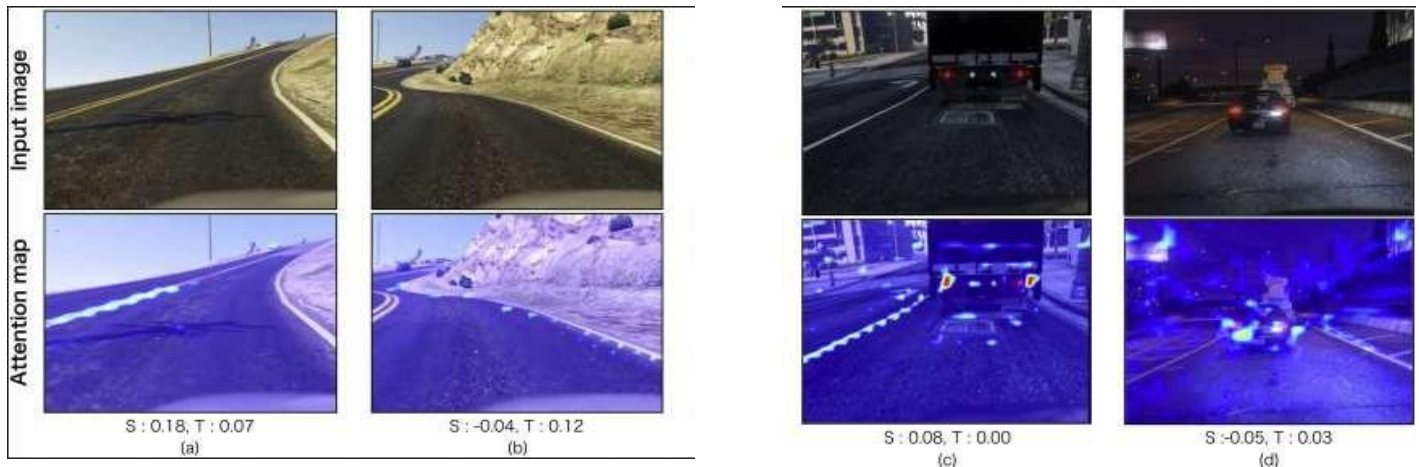 Input image
Attention map
S : 0.18, T : 0.07
(a)
S : -0.04, T : 0.12
(b)
S : 0.08, T : 0.00
(c)
S :-0.05, T : 0.03
(d)